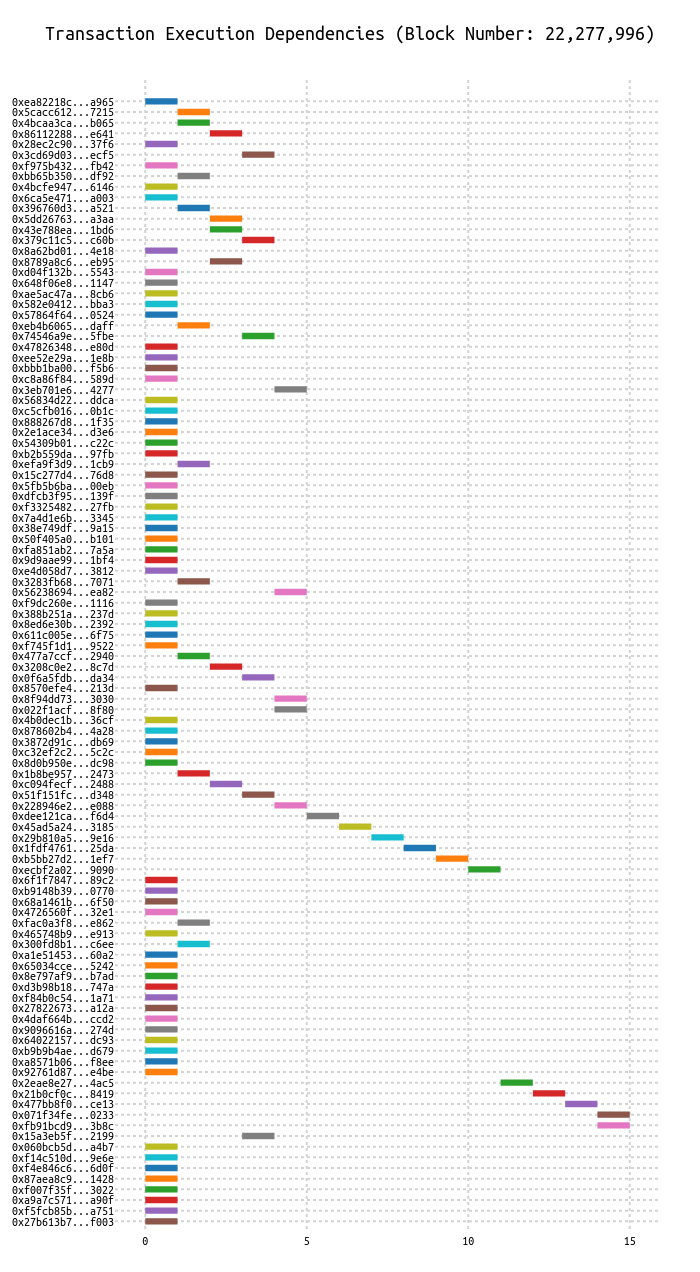 Transaction Execution Dependencies (Block Number: 22,277,996)
0xea82218c...a965
0x5cacc612...7215
0x4bcaa3ca...b065
0x86112288...e641
0x28ec2c90...37f6
0x3cd69d03...ecf5
0xf975b432...fb42
0xbb65b350...df92
0x4bcfe947...6146
0x6ca5e471...a003
0x396760d3...a521
0x5dd26763...a3aa
0x43e788ea...1bd6
0x379c11c5...c60b
0x8a62bd01...4e18
0x8789a8c6...eb95
0xd04f132b...5543
0x648f06e8...1147
0xae5ac47a...8cb6
0x582e0412...bba3
0x57864f64...0524
0xeb4b6065...daff
0x74546a9e...5fbe
0x47826348...e80d
0xee52e29a...1e8b
0xbbb1ba00...f5b6
0xc8a86f84...589d
0x3eb701e6...4277
0x56834d22...ddca
0xc5cfb016...0b1c
0x888267d8...1f35
0x2e1ace34...d3e6
0x54309b01...c22c
0xb2b559da...97fb
0xefa9f3d9...1cb9
0x15c277d4...76d8
0x5fb5b6ba...00eb
0xdfcb3f95...139f
0xf3325482...27fb
0x7a4d1e6b...3345
0x38e749df...9a15
0x50f405a0...b101
0xfa851ab2...7a5a
0x9d9aae99...1bf4
0xe4d058d7...3812
0x3283fb68...7071
0x56238694...ea82
0xf9dc260e...1116
0x388b251a...237d
0x8ed6e30b...2392
0x611c005e...6f75
0xf745f1d1...9522
0x477a7ccf...2940
0x3208c0e2...8c7d
0x0f6a5fdb...da34
0x8570efe4...213d
0x8f94dd73...3030
0x022f1acf...8f80
0x4b0dec1b...36cf
0x878602b4...4a28
0x3872d91c...db69
0xc32ef2c2...5c2c
0x8d0b950e...dc98
0x1b8be957...2473
0xc094fecf...2488
0x51f151fc...d348
0x228946e2...e088
0xdee121ca...f6d4
0x45ad5a24...3185
0x29b810a5...9e16
0x1fdf4761...25da
0xb5bb27d2...1ef7
0xecbf2a02...9090
0x6f1f7847...89c2
0xb9148b39...0770
0x68a1461b...6f50
0x4726560f...32e1
0xfac0a3f8...e862
0x465748b9...e913
0x300fd8b1...c6ee
0xa1e51453...60a2
0x65034cce...5242
0x8e797af9...b7ad
0xd3b98b18...747a
0xf84b0c54...1a71
0x27822673...a12a
0x4daf664b...ccd2
0x9096616a...274d
0x64022157...dc93
0xb9b9b4ae...d679
0xa8571b06...f8ee
0x92761d87...e4be
0x2eae8e27...4ac5
0x21b0cf0c...8419
0x477bb8f0...ce13
0x071f34fe...0233
0xfb91bcd9...3b8c
0x15a3eb5f...2199
0x060bcb5d...a4b7
0xf14c510d...9e6e
0xf4e846c6...6d0f
0x87aea8c9...1428
0xf007f35f...3022
0xa9a7c571...a90f
0xf5fcb85b...a751
0x27b613b7...f003
0 5 10 15